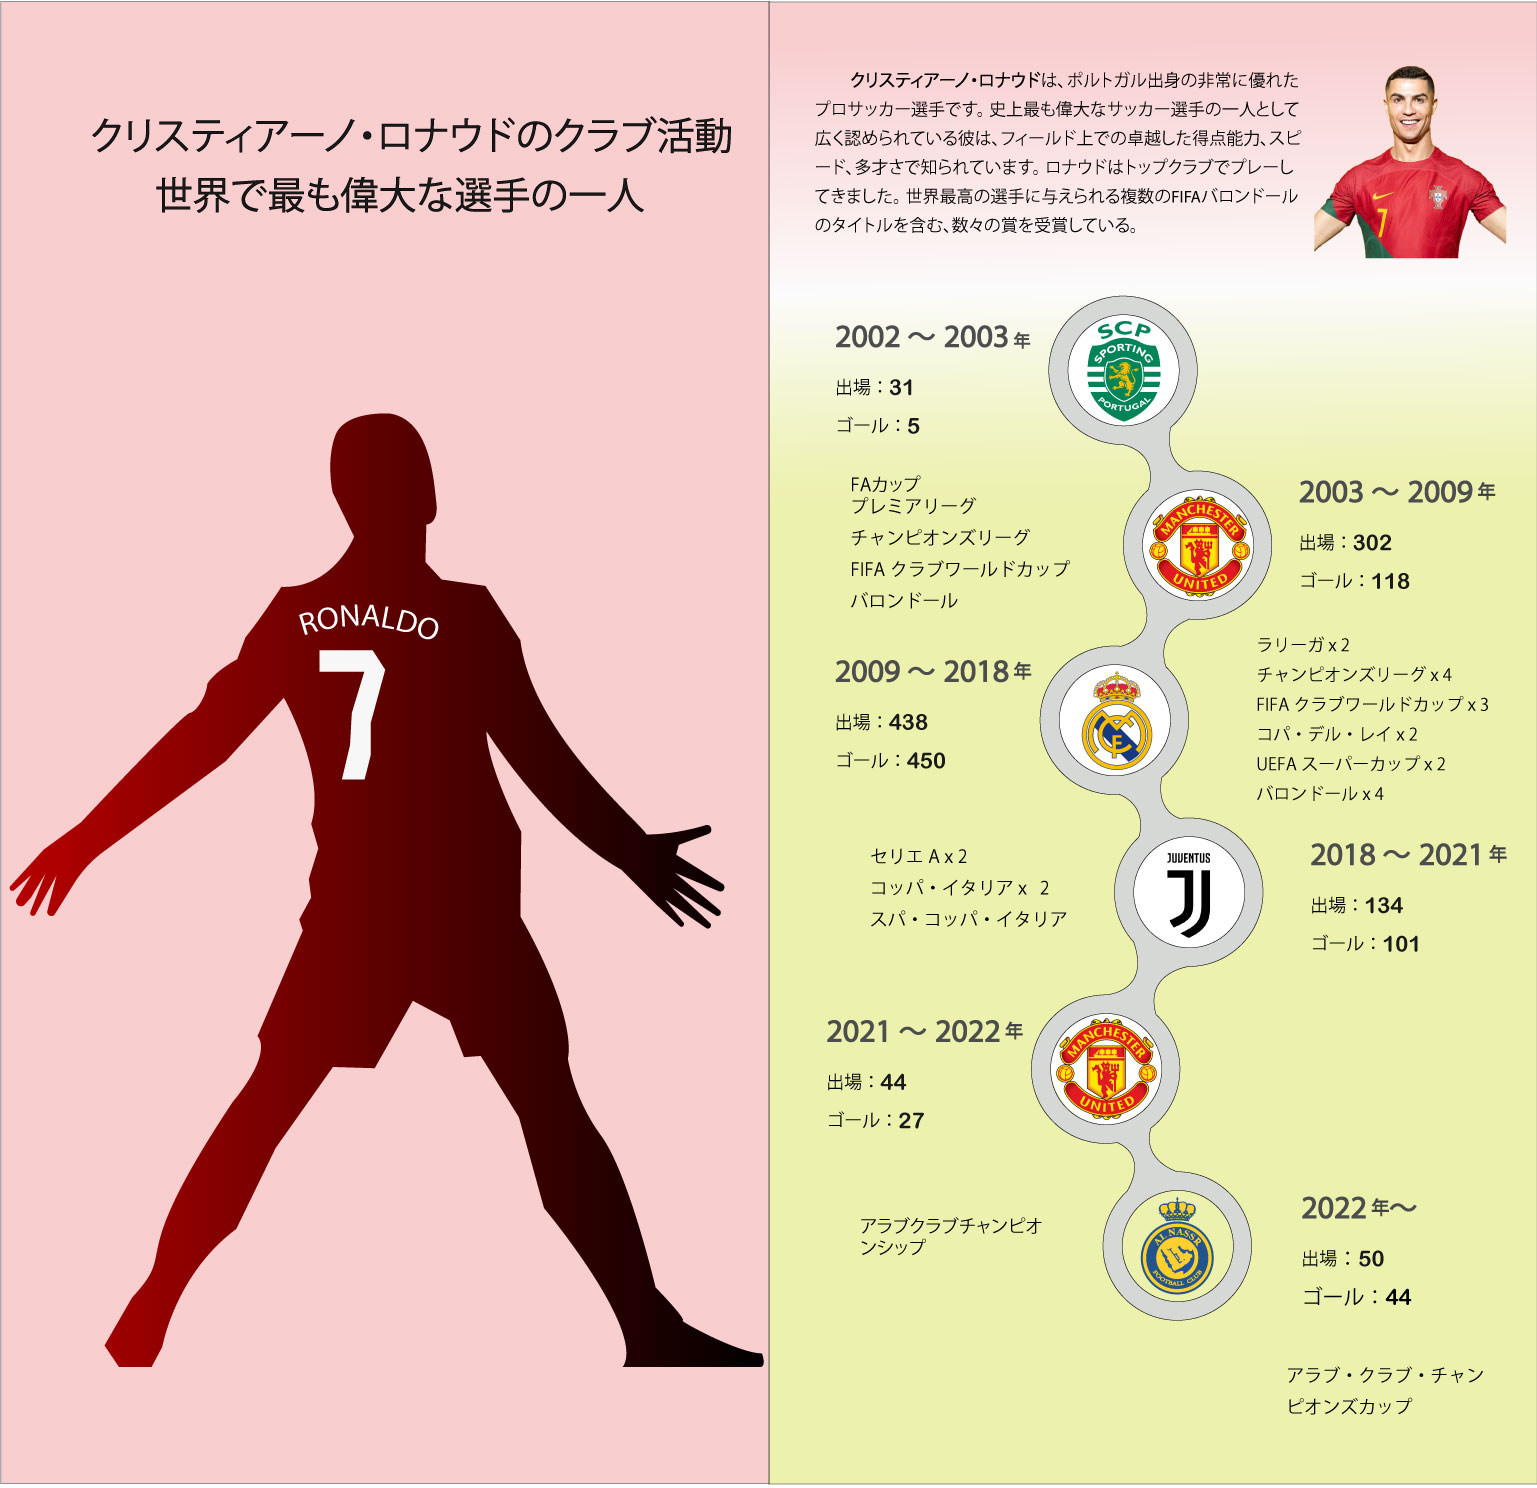 クリスティアーノ・ロナウドのクラブ活動
世界で最も偉大な選手の一人
RONALDO
7
クリスティアーノ・ロナウドは、ポルトガル出身の非常に優れた
プロサッカー選手です。史上最も偉大なサッカー選手の一人として
広く認められている彼は、フィールド上での卓越した得点能力、スピ
ード、多才さで知られています。ロナウドはトップクラブでプレーし
てきました。世界最高の選手に与えられる複数のFIFAバロンドール
のタイトルを含む、数々の賞を受賞している。
7
2002 ～ 2003 年
出場：31
ゴール：5
SCP
SPORTING
PORTUGAL
FAカップ
プレミアリーグ
チャンピオンズリーグ
FIFA クラブワールドカップ
バロンドール
MANCHESTER
UNITED
2003 ～ 2009 年
出場：302
ゴール：118
2009 ～ 2018 年
出場：438
ゴール：450
ラリーガ x 2
チャンピオンズリーグ x 4
FIFA クラブワールドカップ x 3
コパ・デル・レイ x 2
UEFA スーパーカップ x 2
バロンドール x 4
セリエ A x 2
コッパ・イタリア x 2
スパ・コッパ・イタリア
JUVENTUS
2018 ～ 2021 年
出場：134
ゴール：101
2021 ～ 2022 年
出場：44
ゴール：27
MANCHESTER
UNITED
アラブクラブチャンピオ
ンシップ
AL NASSR
FOOTBALL CLUB
2022 年～
出場：50
ゴール：44
アラブ・クラブ・チャン
ピオンズカップ